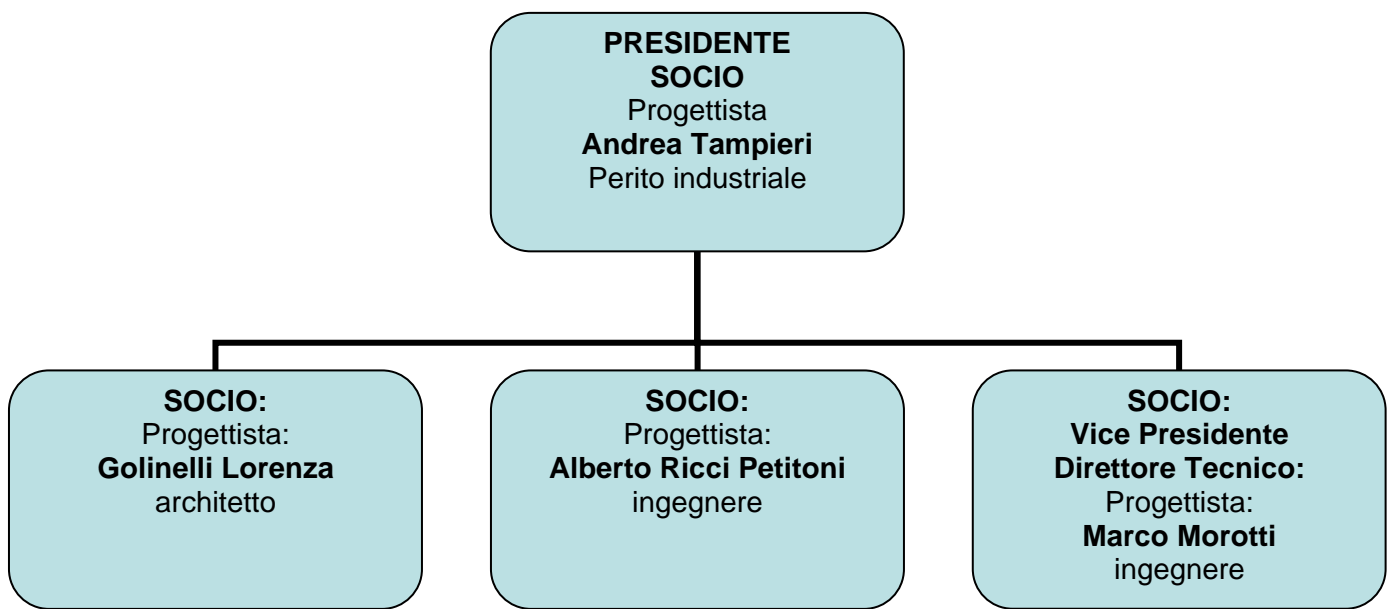 PRESIDENTE
SOCIO
Progettista
Andrea Tampieri
Perito industriale
SOCIO:
Progettista:
Golinelli Lorenza
architetto
SOCIO:
Progettista:
Alberto Ricci Petitoni
ingegnere
SOCIO:
Vice Presidente
Direttore Tecnico:
Progettista:
Marco Morotti
ingegnere